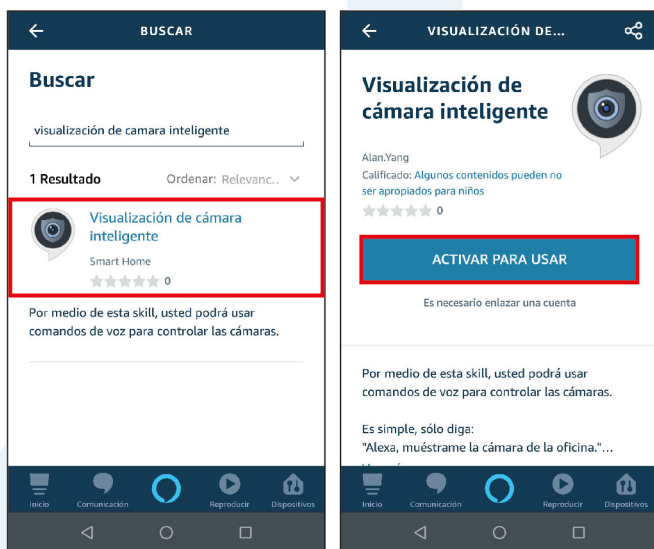 BUSCAR
Buscar
visualización de camara inteligente
1 Resultado
Ordenar: Relevanc..
Visualización de cámara
inteligente
Smart Home
0
Por medio de esta skill, usted podrá usar
comandos de voz para controlar las cámaras.
Inicio
Comunicación
Reproducir
Dispositivos
VISUALIZACIÓN DE...
Visualización de
cámara inteligente
Alan.Yang
Calificado: Algunos contenidos pueden no
ser apropiados para niños
0
ACTIVAR PARA USAR
Es necesario enlazar una cuenta
Por medio de esta skill, usted podrá usar
comandos de voz para controlar las cámaras.
Es simple, sólo diga:
"Alexa, muéstrame la cámara de la oficina."...
Inicio
Comunicación
Reproducir
Dispositivos